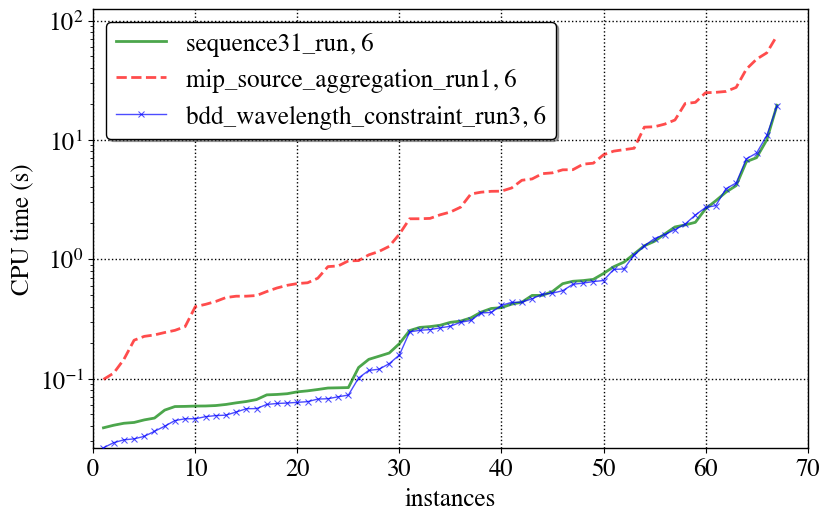 sequence31_run, 6
mip_source_aggregation_run1, 6
bdd_wavelength_constraint_run3, 6
CPU time (s)
10²
10¹
10⁰
10⁻¹
0 10 20 30 40 50 60 70
instances